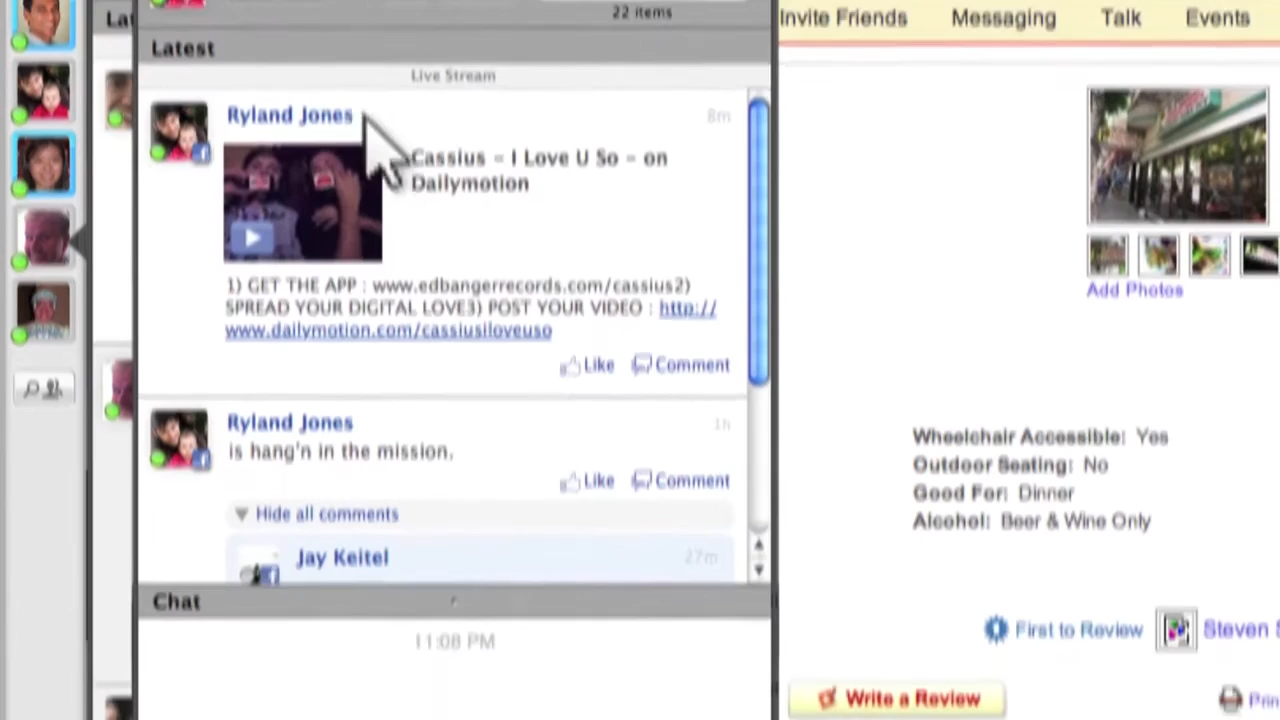 22 items
Invite Friends
Messaging
Talk
Events
Latest
Live Stream
Ryland Jones
8m
Cassius - I Love U So - on
Dailymotion
1) GET THE APP : www.edbangerrecords.com/cassius2)
SPREAD YOUR DIGITAL LOVE3) POST YOUR VIDEO : http://
www.dailymotion.com/cassiusiloveuso
Like
Comment
Ryland Jones
1h
is hang'n in the mission.
Like
Comment
Hide all comments
Jay Keitel
27m
Chat
11:08 PM
Add Photos
Wheelchair Accessible: Yes
Outdoor Seating: No
Good For: Dinner
Alcohol: Beer & Wine Only
First to Review
Steven
Write a Review